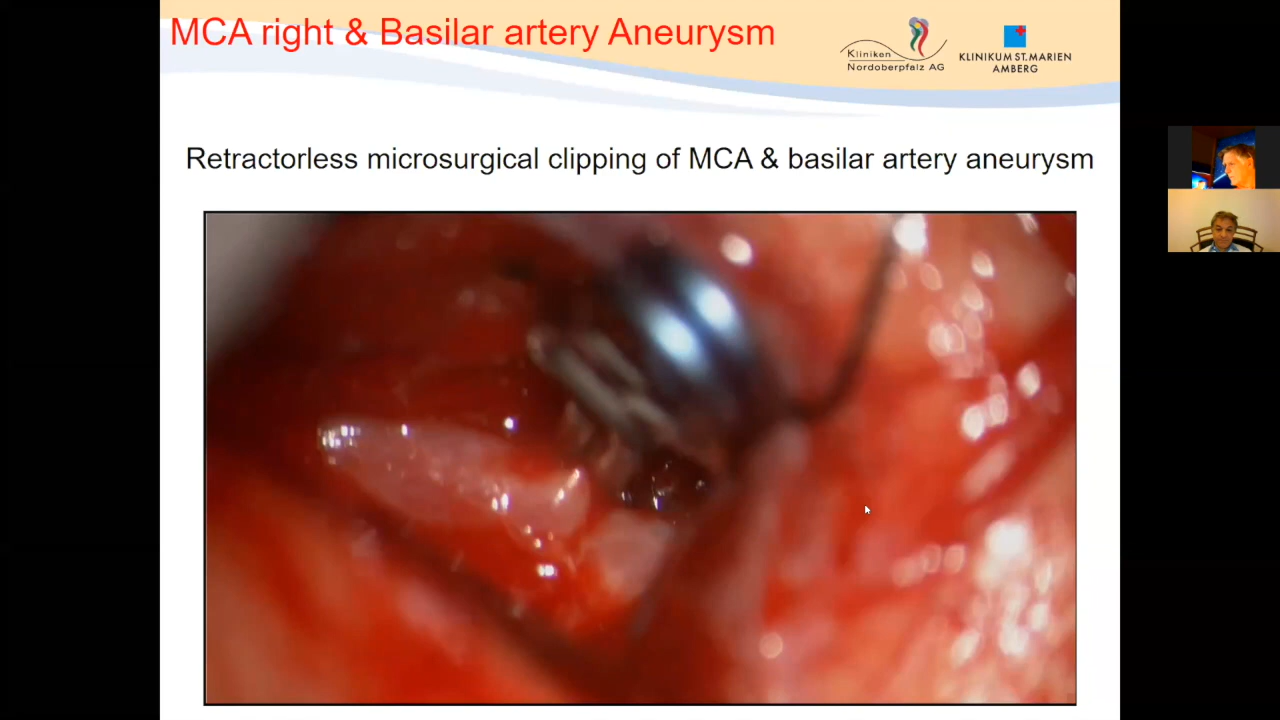 MCA right & Basilar artery Aneurysm
Kliniken
Nordoberpfalz AG
KLINIKUM ST. MARIEN
AMBERG
Retractorless microsurgical clipping of MCA & basilar artery aneurysm